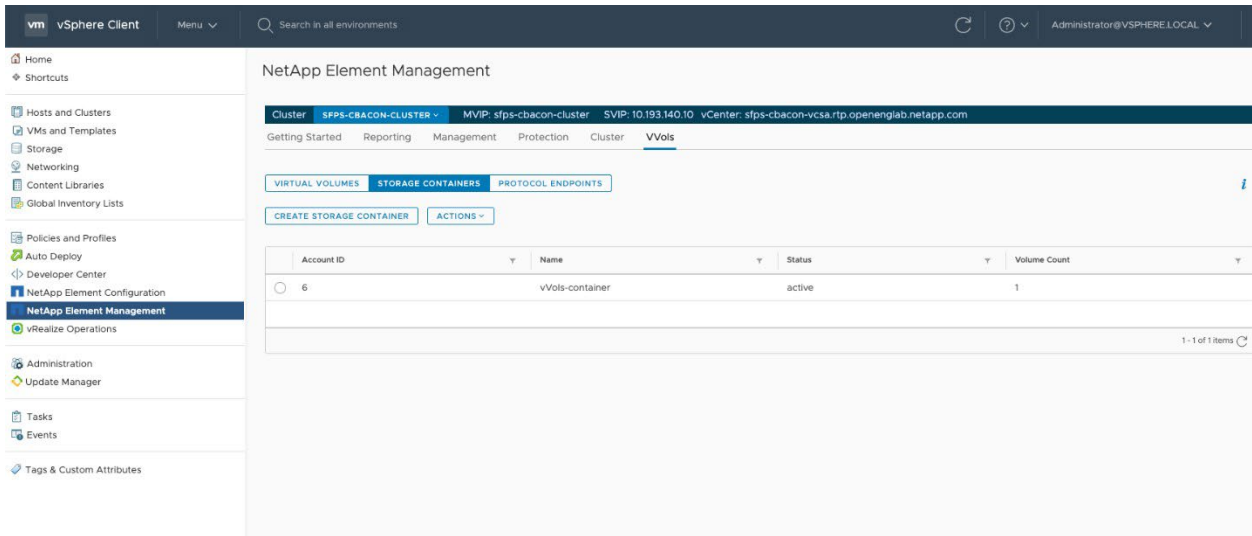 vm vSphere Client Menu Search in all environments Administrator@VSPHERE.LOCAL
Home
Shortcuts
Hosts and Clusters
VMs and Templates
Storage
Networking
Content Libraries
Global Inventory Lists
Policies and Profiles
Auto Deploy
Developer Center
NetApp Element Configuration
NetApp Element Management
vRealize Operations
Administration
Update Manager
Tasks
Events
Tags & Custom Attributes
NetApp Element Management
Cluster SFPS-CBACON-CLUSTER MVIP: sfps-cbacon-cluster SVIP: 10.193.140.10 vCenter: sfps-cbacon-vcsa.rtp.openenglab.netapp.com
Getting Started Reporting Management Protection Cluster VVols
VIRTUAL VOLUMES STORAGE CONTAINERS PROTOCOL ENDPOINTS
i
CREATE STORAGE CONTAINER ACTIONS
Account ID Name Status Volume Count
6 vVols-container active 1
1 - 1 of 1 items